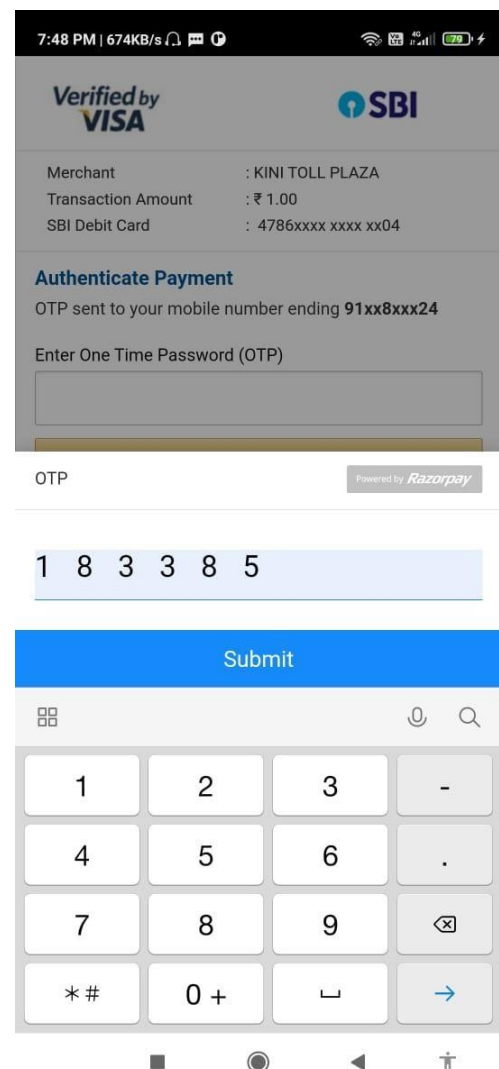 7:48 PM | 674KB/s 4G 79
Verified by
VISA
SBI
Merchant : KINI TOLL PLAZA
Transaction Amount : ₹ 1.00
SBI Debit Card : 4786xxxx xxxx xx04
Authenticate Payment
OTP sent to your mobile number ending 91xx8xxx24
Enter One Time Password (OTP)
OTP Powered by Razorpay
1 8 3 3 8 5
Submit
1 2 3 -
4 5 6 .
7 8 9
*# 0 +